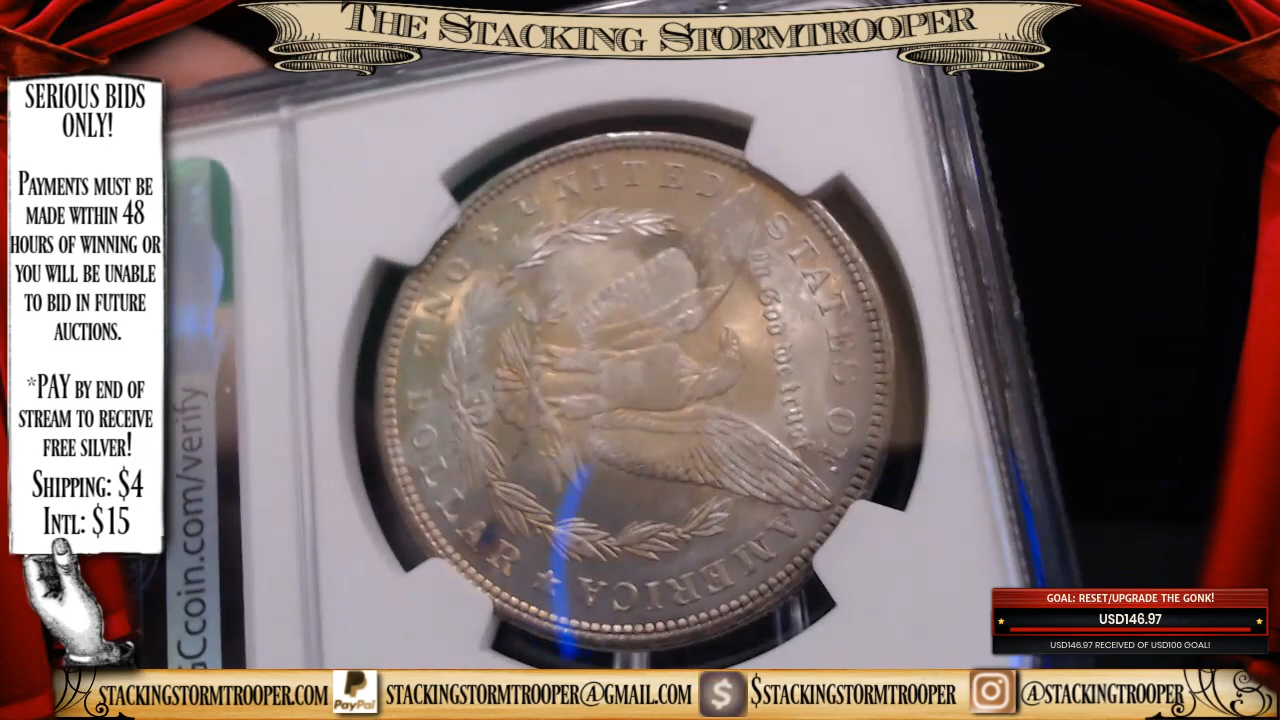 THE STACKING STORMTROOPER
SERIOUS BIDS
ONLY!
PAYMENTS MUST BE
MADE WITHIN 48
HOURS OF WINNING OR
YOU WILL BE UNABLE
TO BID IN FUTURE
AUCTIONS.
*PAY BY END OF
STREAM TO RECEIVE
FREE SILVER!
SHIPPING: $4
INTL: $15
GCcoin.com/verify
UNITED STATES OF AMERICA
In God we trust
ONE DOLLAR
GOAL: RESET/UPGRADE THE GONK!
USD146.97
USD146.97 RECEIVED OF USD100 GOAL!
STACKINGSTORMTROOPER.COM
PayPal
STACKINGSTORMTROOPER@GMAIL.COM
$
$STACKINGSTORMTROOPER
@STACKINGTROOPER